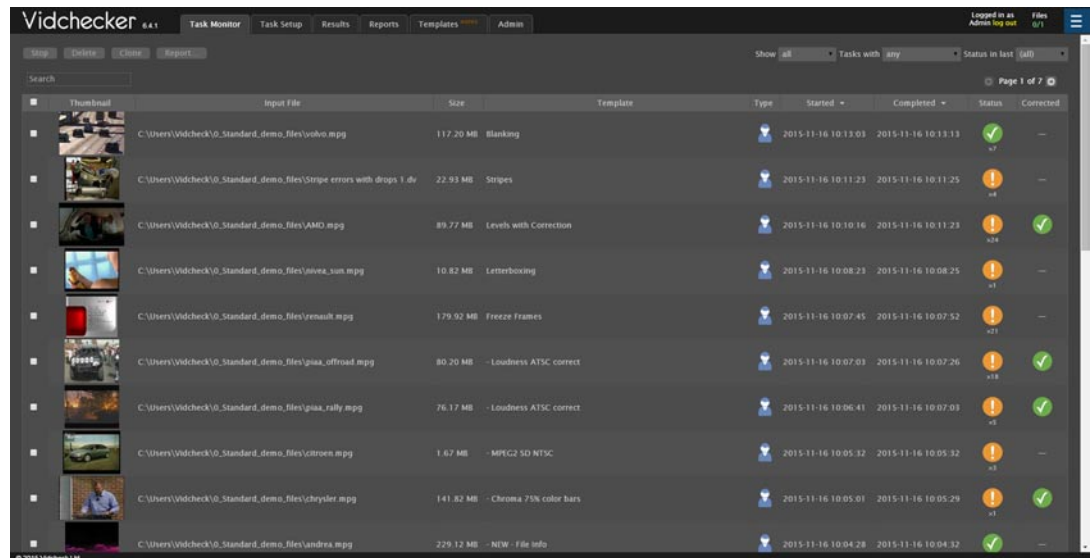 Vidchecker 6.4.1 Task Monitor Task Setup Results Reports Templates Admin Logged in as Admin log out Files 0/1
Stop Delete Clone Report... Show all Tasks with any Status in last (all)
Search Page 1 of 7
Thumbnail Input File Size Template Type Started Completed Status Corrected
C:\Users\Vidcheck\0_Standard_demo_files\volvo.mpg 117.20 MB Blanking 2015-11-16 10:13:03 2015-11-16 10:13:13 x7
C:\Users\Vidcheck\0_Standard_demo_files\Stripe errors with drops 1.dv 22.93 MB Stripes 2015-11-16 10:11:23 2015-11-16 10:11:25 x4
C:\Users\Vidcheck\0_Standard_demo_files\AMD.mpg 89.77 MB Levels with Correction 2015-11-16 10:10:16 2015-11-16 10:11:23 x24
C:\Users\Vidcheck\0_Standard_demo_files\nivea_sun.mpg 10.82 MB Letterboxing 2015-11-16 10:08:23 2015-11-16 10:08:25 x1
C:\Users\Vidcheck\0_Standard_demo_files\renault.mpg 179.92 MB Freeze Frames 2015-11-16 10:07:45 2015-11-16 10:07:52 x21
C:\Users\Vidcheck\0_Standard_demo_files\piaa_offroad.mpg 80.20 MB - Loudness ATSC correct 2015-11-16 10:07:03 2015-11-16 10:07:26 x18
C:\Users\Vidcheck\0_Standard_demo_files\piaa_rally.mpg 76.17 MB - Loudness ATSC correct 2015-11-16 10:06:41 2015-11-16 10:07:03 x5
C:\Users\Vidcheck\0_Standard_demo_files\citroen.mpg 1.67 MB - MPEG2 SD NTSC 2015-11-16 10:05:32 2015-11-16 10:05:32 x3
C:\Users\Vidcheck\0_Standard_demo_files\chrysler.mpg 141.82 MB - Chroma 75% color bars 2015-11-16 10:05:01 2015-11-16 10:05:29 x1
C:\Users\Vidcheck\0_Standard_demo_files\andrea.mpg 229.12 MB - NEW - File Info 2015-11-16 10:04:28 2015-11-16 10:04:32